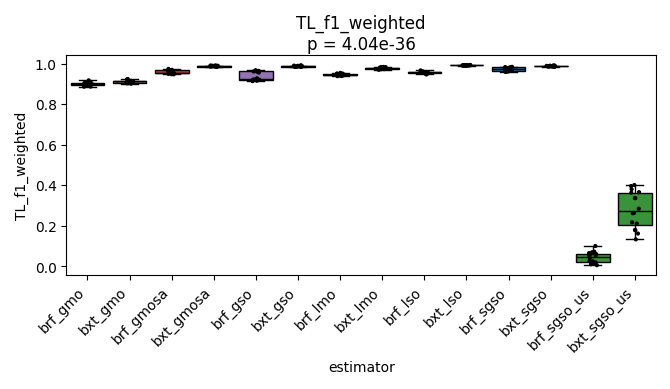 TL_f1_weighted
p = 4.04e-36
TL_f1_weighted
1.0
0.8
0.6
0.4
0.2
0.0
brf_gmo
bxt_gmo
brf_gmosa
bxt_gmosa
brf_gso
bxt_gso
brf_lmo
bxt_lmo
brf_lso
bxt_lso
brf_sgso
bxt_sgso
brf_sgso_us
bxt_sgso_us
estimator